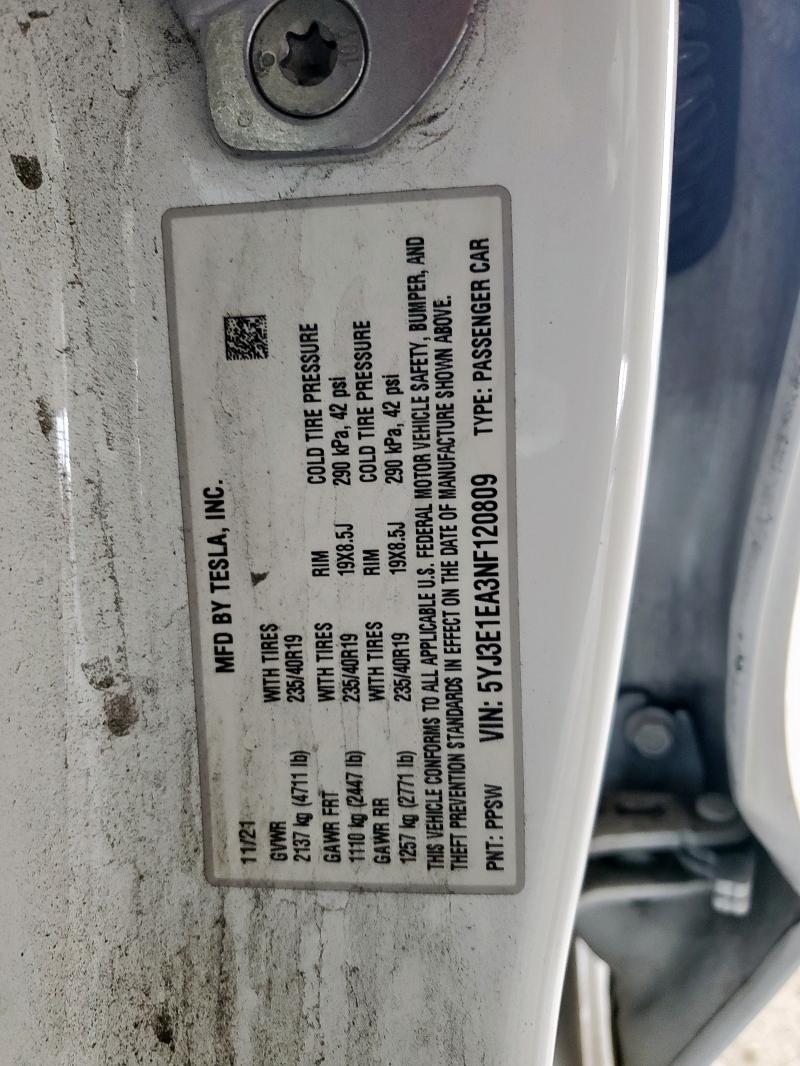 MFD BY TESLA, INC.
11/21
GVWR WITH TIRES RIM COLD TIRE PRESSURE
2137 kg (4711 lb) 235/40R19 19X8.5J 290 kPa, 42 psi
GAWR FRT WITH TIRES RIM COLD TIRE PRESSURE
1110 kg (2447 lb) 235/40R19 19X8.5J 290 kPa, 42 psi
GAWR RR WITH TIRES
1257 kg (2771 lb) 235/40R19
THIS VEHICLE CONFORMS TO ALL APPLICABLE U.S. FEDERAL MOTOR VEHICLE SAFETY, BUMPER, AND
THEFT PREVENTION STANDARDS IN EFFECT ON THE DATE OF MANUFACTURE SHOWN ABOVE.
PNT: PPSW VIN: 5YJ3E1EA3NF120809 TYPE: PASSENGER CAR